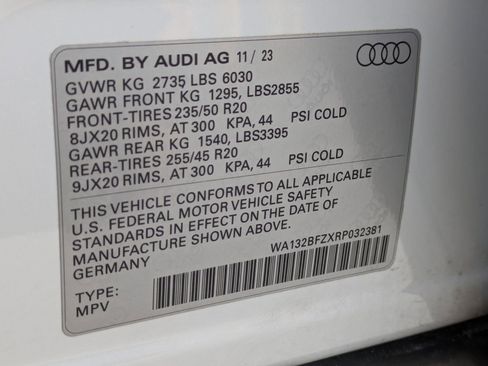 MFD. BY AUDI AG 11 / 23
GVWR KG 2735 LBS 6030
GAWR FRONT KG 1295, LBS2855
FRONT-TIRES 235/50 R20
8JX20 RIMS, AT 300 KPA, 44 PSI COLD
GAWR REAR KG 1540, LBS3395
REAR-TIRES 255/45 R20
9JX20 RIMS, AT 300 KPA, 44 PSI COLD
THIS VEHICLE CONFORMS TO ALL APPLICABLE
U.S. FEDERAL MOTOR VEHICLE SAFETY
STANDARDS IN EFFECT ON THE DATE OF
MANUFACTURE SHOWN ABOVE.
GERMANY
WA132BFZXRP032381
TYPE:
MPV